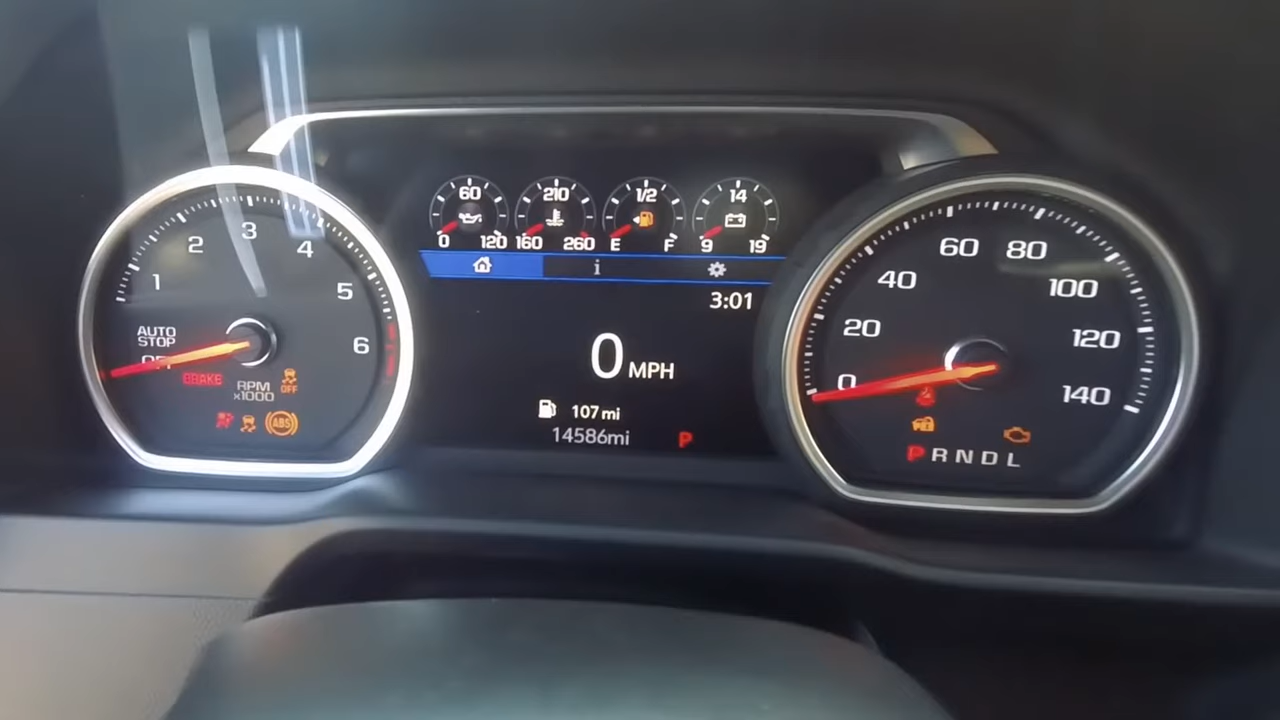 60
0 120
210
160 260
1/2
E F
14
9 19
i
3:01
0 MPH
107 mi
14586mi
P
1
2
3
4
5
6
AUTO
STOP
OFF
BRAKE
RPM
x1000
OFF
ABS
0
20
40
60
80
100
120
140
P R N D L